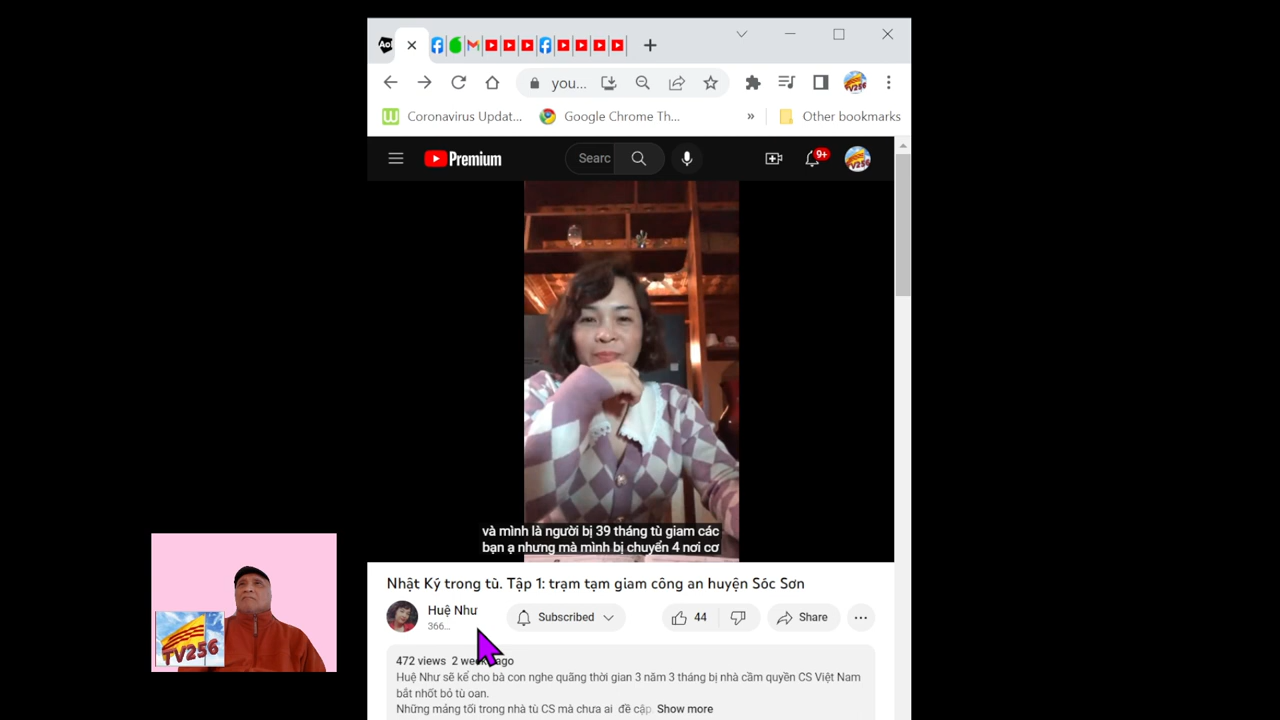 you...
Coronavirus Updat...
Google Chrome Th...
»
Other bookmarks
Premium
Searc
9+
và mình là người bị 39 tháng tù giam các
bạn ạ nhưng mà mình bị chuyển 4 nơi cơ
Nhật Ký trong tù. Tập 1: trạm tạm giam công an huyện Sóc Sơn
Huệ Như
366...
Subscribed
44
Share
472 views 2 week ago
Huệ Như sẽ kể cho bà con nghe quãng thời gian 3 năm 3 tháng bị nhà cầm quyền CS Việt Nam
bắt nhốt bỏ tù oan.
Những mảng tối trong nhà tù CS mà chưa ai đề cập Show more
TV256